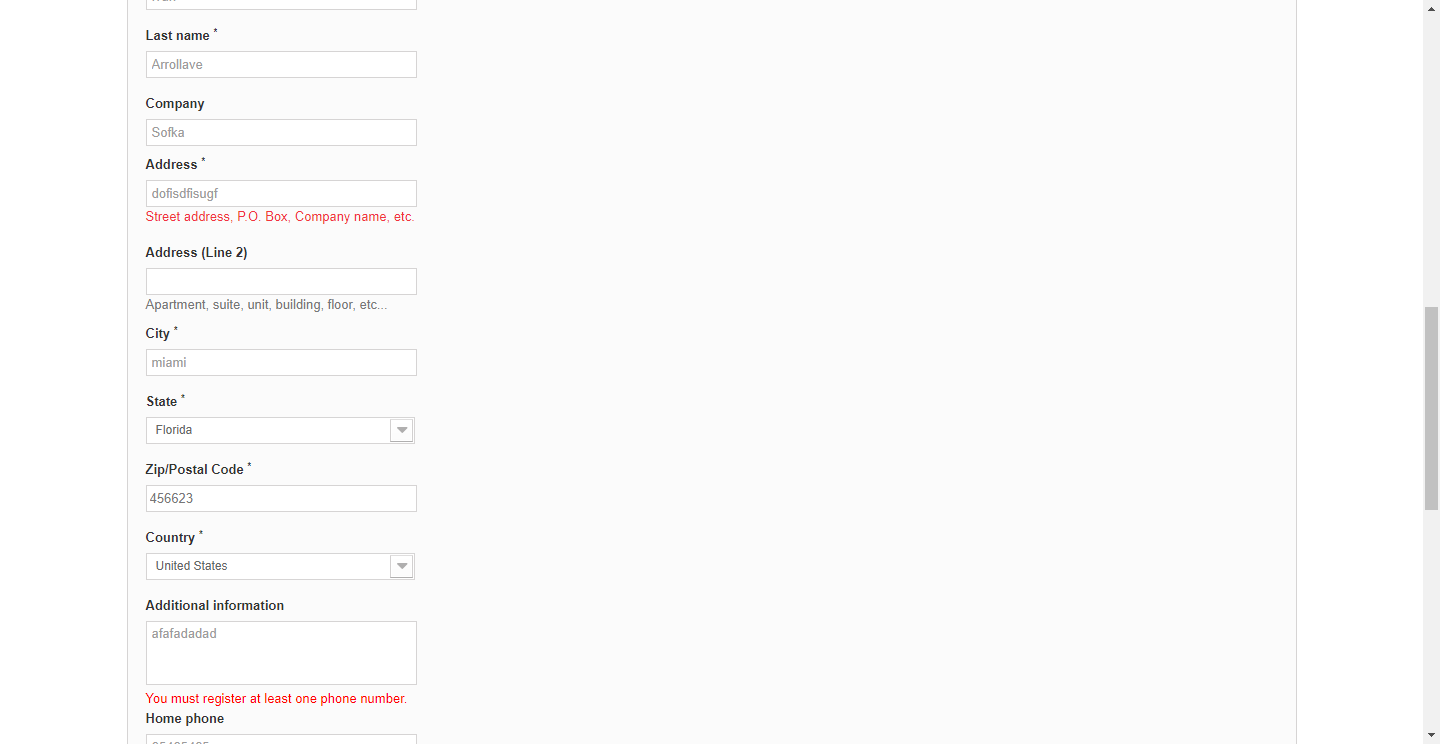 Last name *
Arrollave
Company
Sofka
Address *
dofisdfisugf
Street address, P.O. Box, Company name, etc.
Address (Line 2)
Apartment, suite, unit, building, floor, etc...
City *
miami
State *
Florida
Zip/Postal Code *
456623
Country *
United States
Additional information
afafadadad
You must register at least one phone number.
Home phone